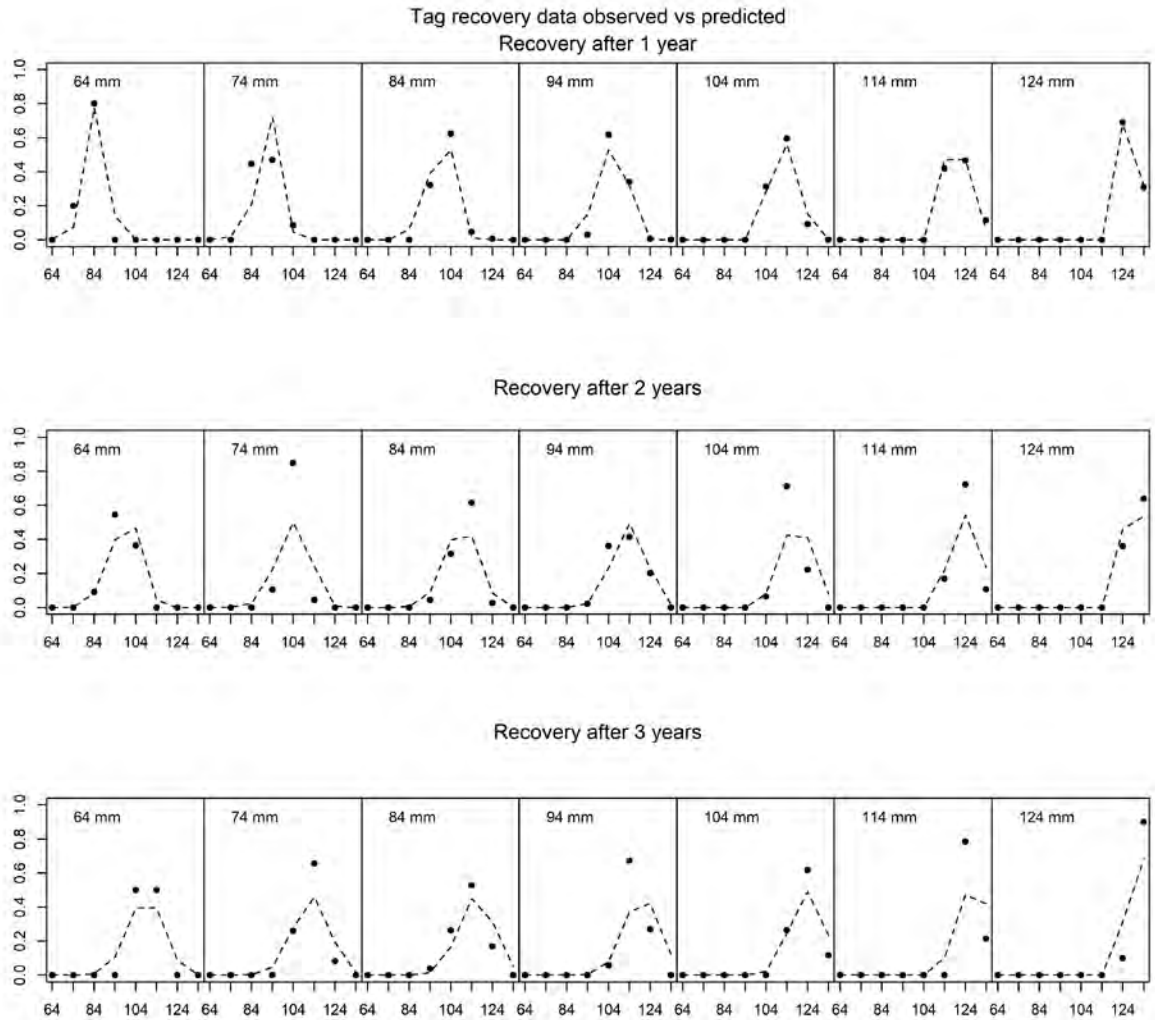 Tag recovery data observed vs predicted
Recovery after 1 year
0.0 0.2 0.4 0.6 0.8 1.0
64 mm 74 mm 84 mm 94 mm 104 mm 114 mm 124 mm
64 84 104 124 64 84 104 124 64 84 104 124 64 84 104 124 64 84 104 124 64 84 104 124 64 84 104 124
Recovery after 2 years
0.0 0.2 0.4 0.6 0.8 1.0
64 mm 74 mm 84 mm 94 mm 104 mm 114 mm 124 mm
64 84 104 124 64 84 104 124 64 84 104 124 64 84 104 124 64 84 104 124 64 84 104 124 64 84 104 124
Recovery after 3 years
0.0 0.2 0.4 0.6 0.8 1.0
64 mm 74 mm 84 mm 94 mm 104 mm 114 mm 124 mm
64 84 104 124 64 84 104 124 64 84 104 124 64 84 104 124 64 84 104 124 64 84 104 124 64 84 104 124